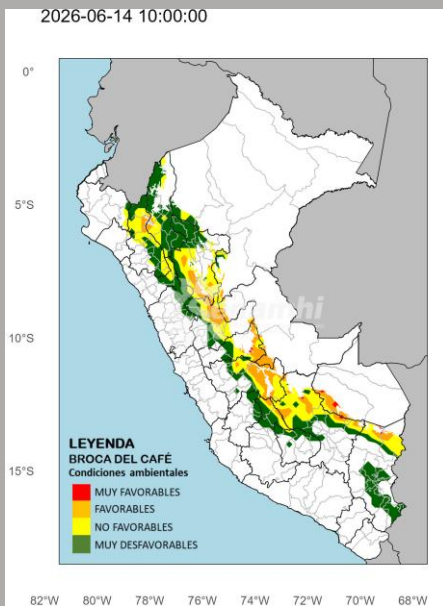 2026-06-14 10:00:00
0°
5°S
10°S
15°S
Senamhi
LEYENDA
BROCA DEL CAFÉ
Condiciones ambientales
MUY FAVORABLES
FAVORABLES
NO FAVORABLES
MUY DESFAVORABLES
82°W 80°W 78°W 76°W 74°W 72°W 70°W 68°W